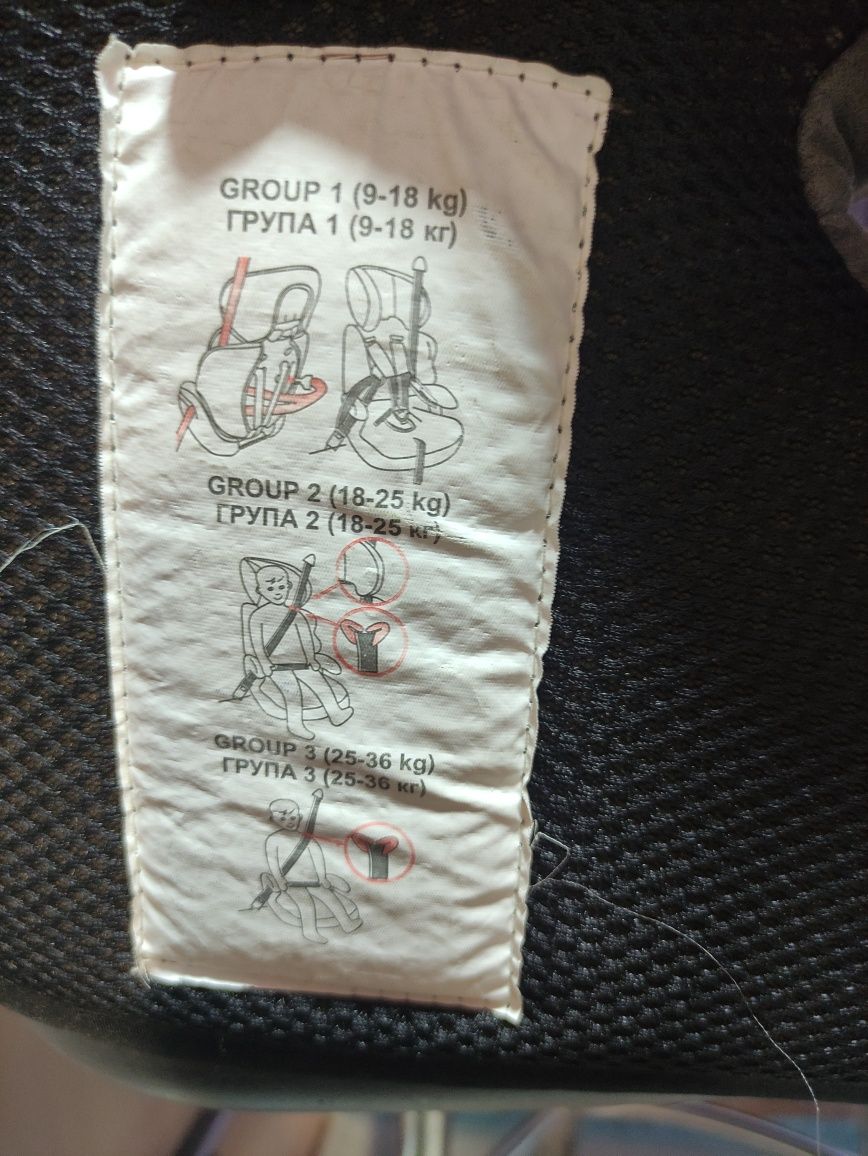 GROUP 1 (9-18 kg)
ГРУПА 1 (9-18 кг)
GROUP 2 (18-25 kg)
ГРУПА 2 (18-25 кг)
GROUP 3 (25-36 kg)
ГРУПА 3 (25-36 кг)